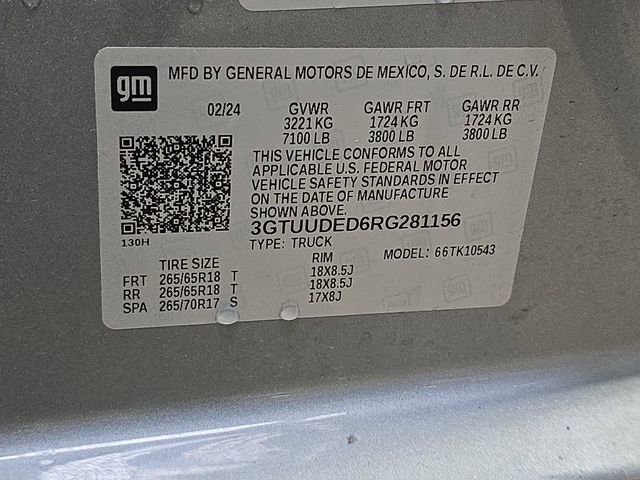 gm
MFD BY GENERAL MOTORS DE MEXICO, S. DE R.L. DE C.V.
02/24 GVWR GAWR FRT GAWR RR
3221 KG 1724 KG 1724 KG
7100 LB 3800 LB 3800 LB
THIS VEHICLE CONFORMS TO ALL
APPLICABLE U.S. FEDERAL MOTOR
VEHICLE SAFETY STANDARDS IN EFFECT
ON THE DATE OF MANUFACTURE
SHOWN ABOVE.
3GTUUDED6RG281156
130H
TYPE: TRUCK
MODEL: 66TK10543
TIRE SIZE RIM
FRT 265/65R18 T 18X8.5J
RR 265/65R18 T 18X8.5J
SPA 265/70R17 S 17X8J